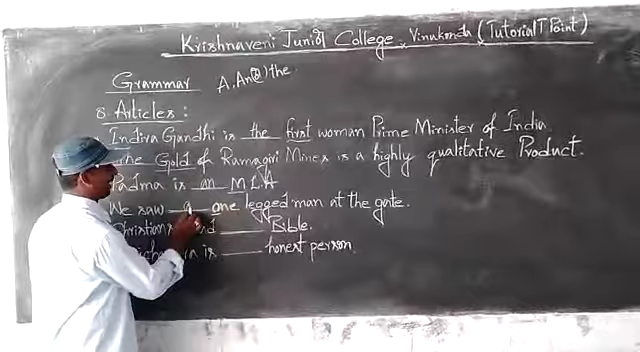 Krishnaveni Junior College, Vinukonda (Tutorial T Point)
Grammar A, An (or) the
8. Articles:
Indira Gandhi is the first woman Prime Minister of India
The Gold of Ramagiri Mines is a highly qualitative Product.
Padma is an MLA
We saw a one legged man at the gate.
Christians Bible.
is honest person.